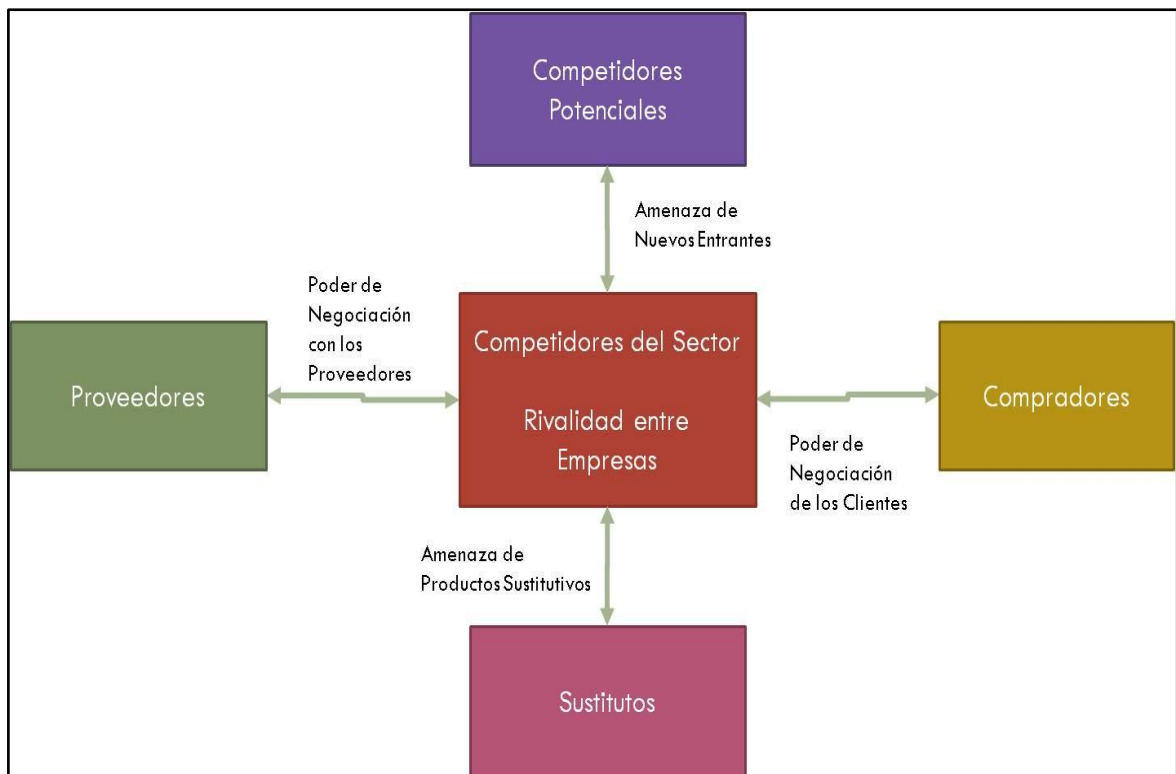 Competidores
Potenciales
Amenaza de
Nuevos Entrantes
Poder de
Negociación
con los
Proveedores
Competidores del Sector
Rivalidad entre
Empresas
Proveedores
Compradores
Poder de
Negociación
de los Clientes
Amenaza de
Productos Sustitutivos
Sustitutos